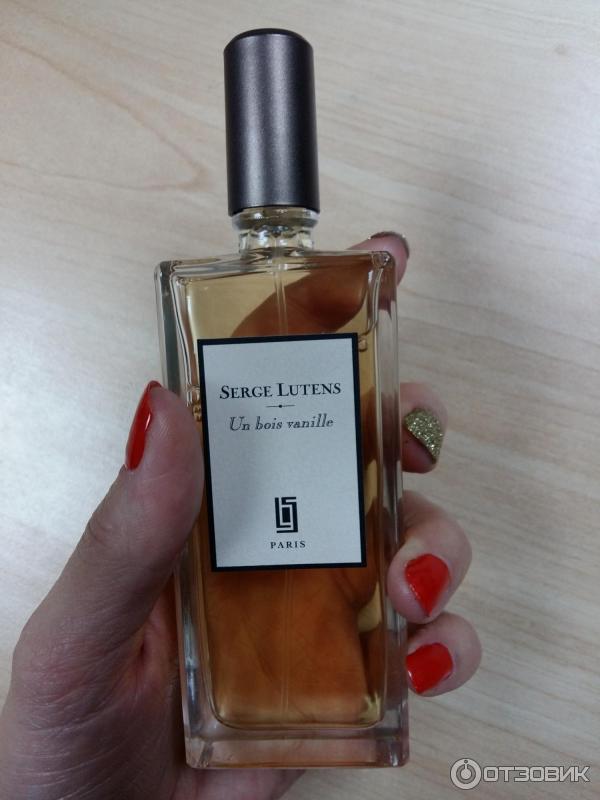 SERGE LUTENS
Un bois vanille
PARIS
ОТЗОВИК